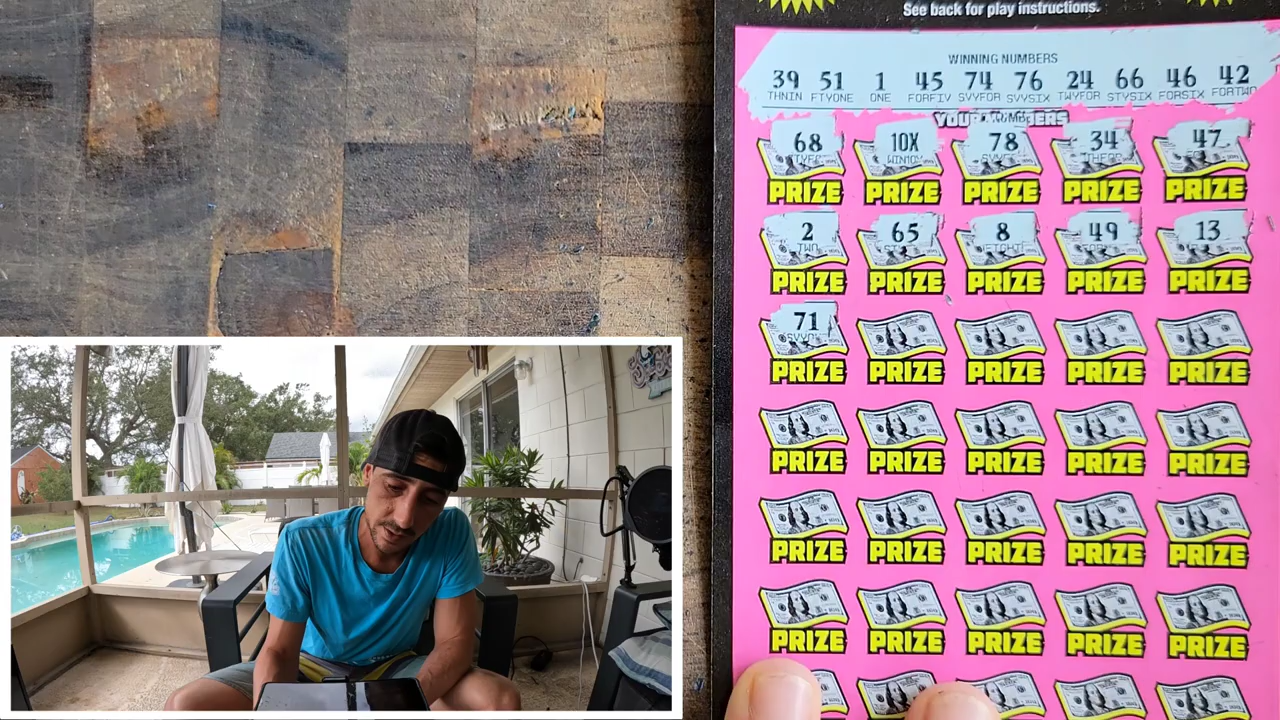 See back for play instructions.
WINNING NUMBERS
39 51 1 45 74 76 24 66 46 42
THNIN FTYONE ONE FORFIV SVYFOR SVYSIX TWYFOR STYSIX FORSIX FORTWO
YOUR NUMBERS
68 10X 78 34 47
PRIZE PRIZE PRIZE PRIZE PRIZE
2 65 8 49 13
TWO EIGHT
PRIZE PRIZE PRIZE PRIZE PRIZE
71
PRIZE PRIZE PRIZE PRIZE PRIZE
PRIZE PRIZE PRIZE PRIZE PRIZE
PRIZE PRIZE PRIZE PRIZE PRIZE
PRIZE PRIZE PRIZE PRIZE PRIZE